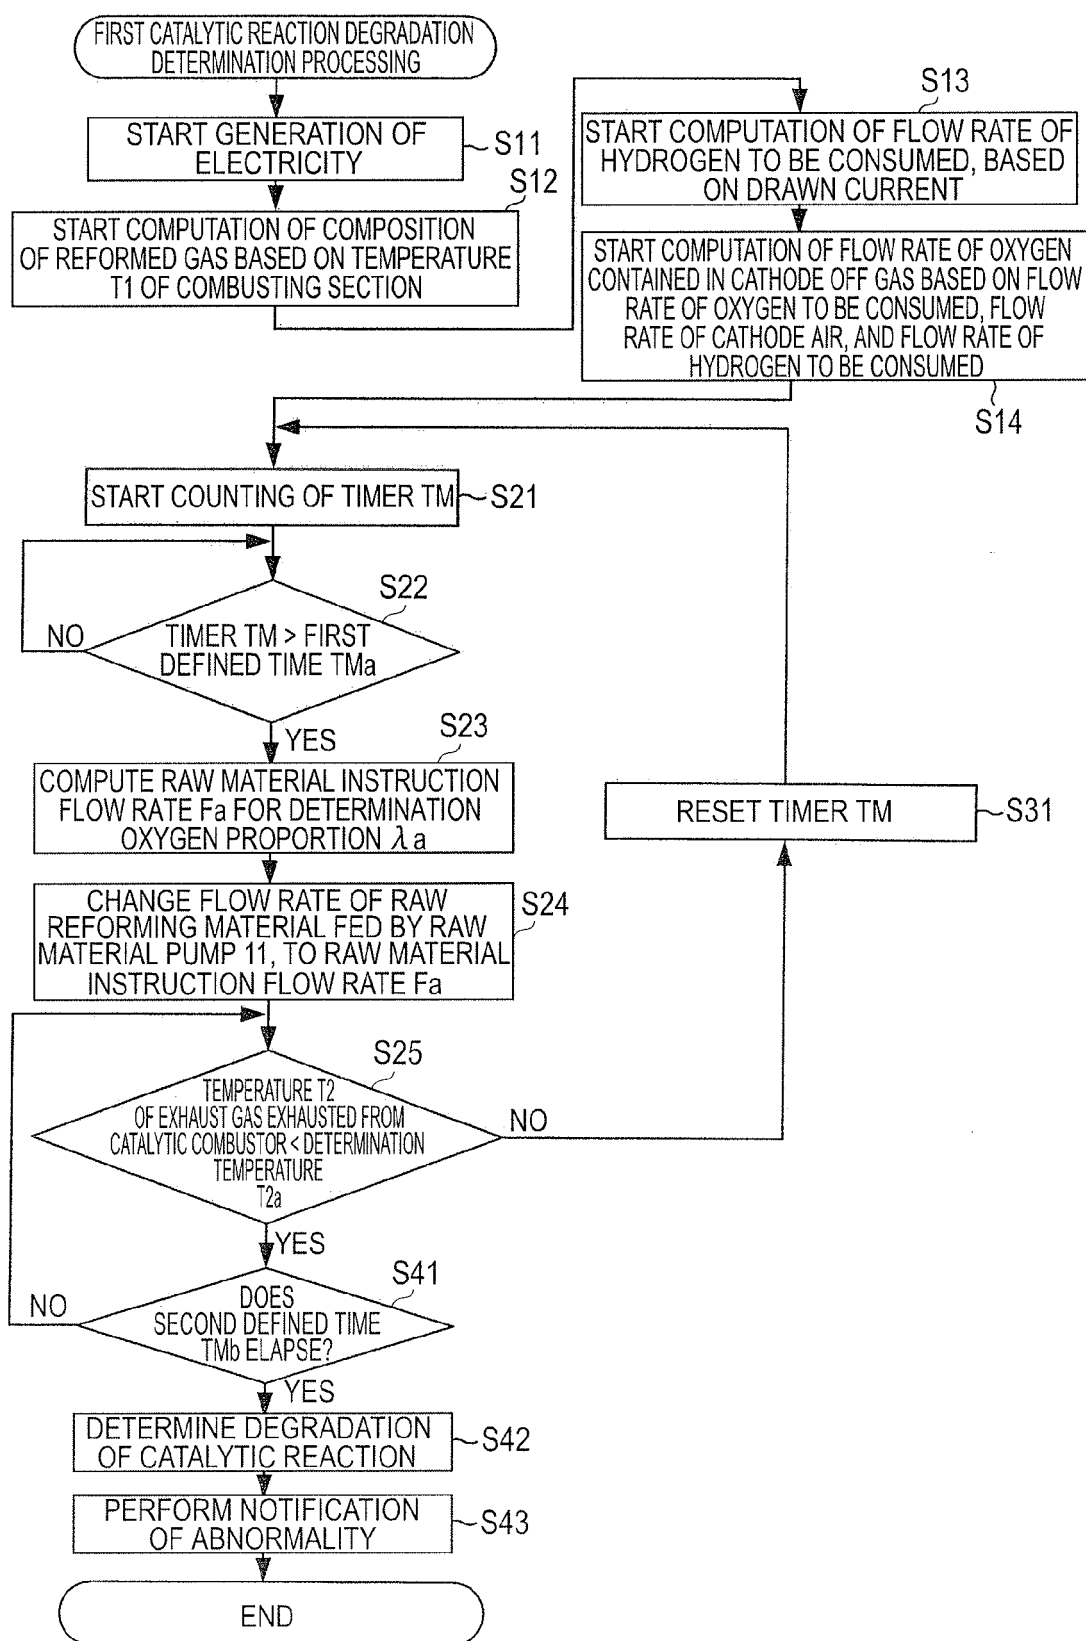 FIRST CATALYTIC REACTION DEGRADATION
DETERMINATION PROCESSING
START GENERATION OF
ELECTRICITY
S11
S12
START COMPUTATION OF COMPOSITION
OF REFORMED GAS BASED ON TEMPERATURE
T1 OF COMBUSTING SECTION
S13
START COMPUTATION OF FLOW RATE OF
HYDROGEN TO BE CONSUMED, BASED
ON DRAWN CURRENT
START COMPUTATION OF FLOW RATE OF OXYGEN
CONTAINED IN CATHODE OFF GAS BASED ON FLOW
RATE OF OXYGEN TO BE CONSUMED, FLOW
RATE OF CATHODE AIR, AND FLOW RATE OF
HYDROGEN TO BE CONSUMED
S14
START COUNTING OF TIMER TM
S21
S22
TIMER TM > FIRST
DEFINED TIME TMa
NO
YES
S23
COMPUTE RAW MATERIAL INSTRUCTION
FLOW RATE Fa FOR DETERMINATION
OXYGEN PROPORTION λa
S24
CHANGE FLOW RATE OF RAW
REFORMING MATERIAL FED BY RAW
MATERIAL PUMP 11, TO RAW MATERIAL
INSTRUCTION FLOW RATE Fa
RESET TIMER TM
S31
S25
TEMPERATURE T2
OF EXHAUST GAS EXHAUSTED FROM
CATALYTIC COMBUSTOR < DETERMINATION
TEMPERATURE
T2a
NO
YES
S41
DOES
SECOND DEFINED TIME
TMb ELAPSE?
NO
YES
DETERMINE DEGRADATION
OF CATALYTIC REACTION
S42
PERFORM NOTIFICATION
OF ABNORMALITY
S43
END